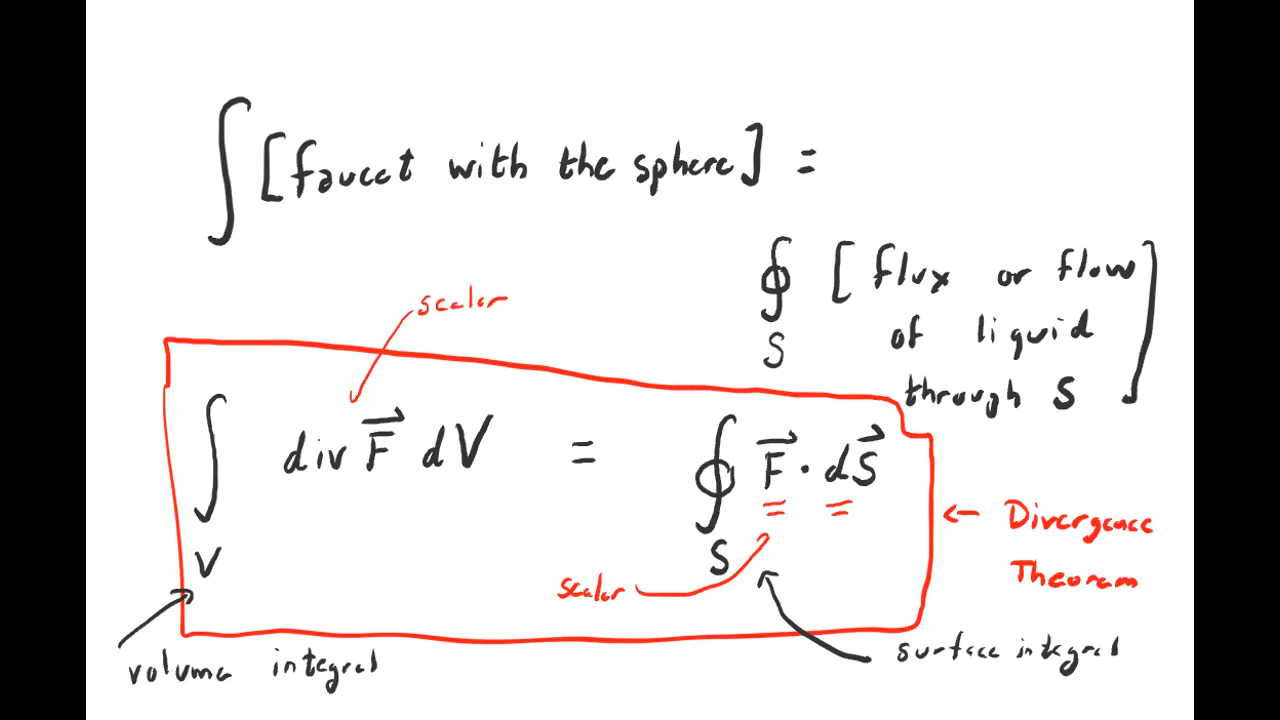 ∫ [faucet with the sphere] =
∮ [flux or flow
S
of liquid
through S]
scalar
∫ div F⃗ dV = ∮ F⃗ · dS⃗
V
S
← Divergence
Theorem
scalar
volume integral
surface integral